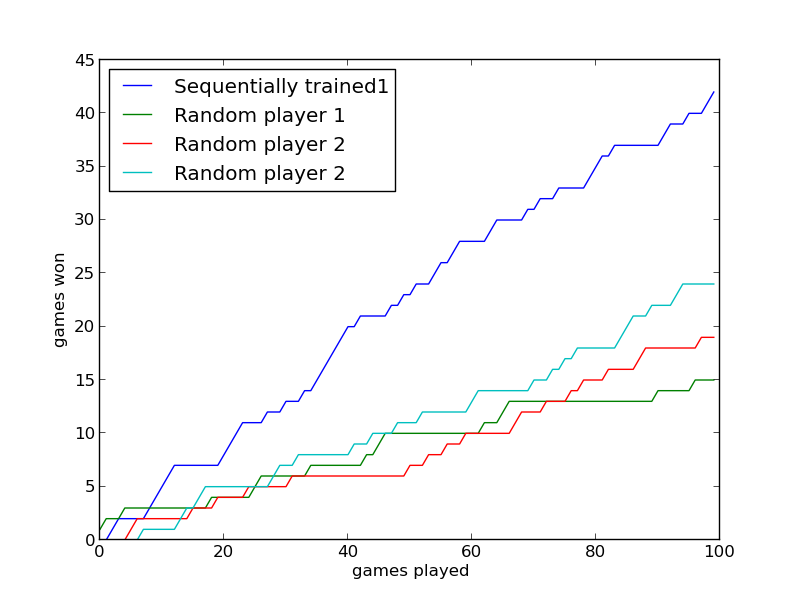 45
40
35
30
25
20
15
10
5
0
games won
Sequentially trained1
Random player 1
Random player 2
Random player 2
0 20 40 60 80 100
games played